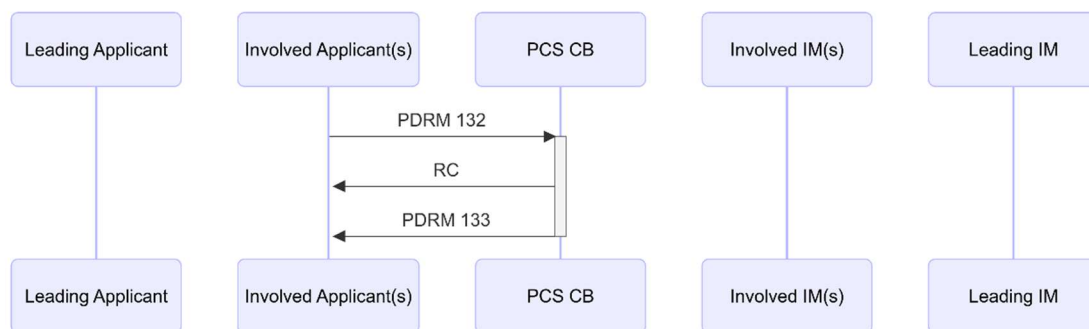 Leading Applicant
Involved Applicant(s)
PCS CB
Involved IM(s)
Leading IM
PDRM 132
RC
PDRM 133
Leading Applicant
Involved Applicant(s)
PCS CB
Involved IM(s)
Leading IM